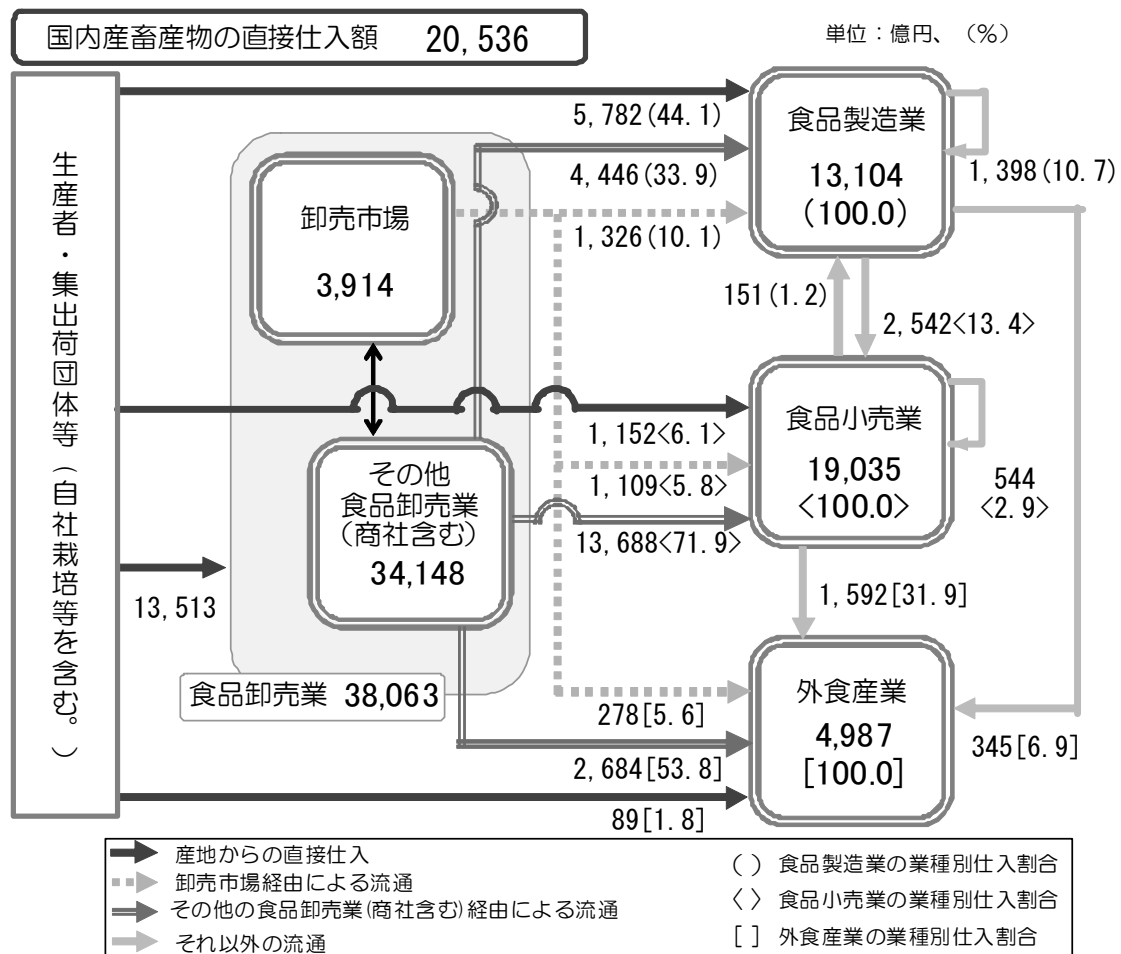 国内産畜産物の直接仕入額 20,536
単位：億円、（％）
生産者・集出荷団体等（自社栽培等を含む。）
卸売市場
3,914
その他
食品卸売業
（商社含む）
34,148
食品卸売業 38,063
13,513
5,782(44.1)
4,446(33.9)
1,326(10.1)
食品製造業
13,104
(100.0)
1,398(10.7)
151(1.2)
2,542<13.4>
1,152<6.1>
1,109<5.8>
13,688<71.9>
食品小売業
19,035
<100.0>
544
<2.9>
1,592[31.9]
278[5.6]
2,684[53.8]
89[1.8]
外食産業
4,987
[100.0]
345[6.9]
産地からの直接仕入
卸売市場経由による流通
その他の食品卸売業(商社含む)経由による流通
それ以外の流通
( ) 食品製造業の業種別仕入割合
〈 〉 食品小売業の業種別仕入割合
[ ] 外食産業の業種別仕入割合